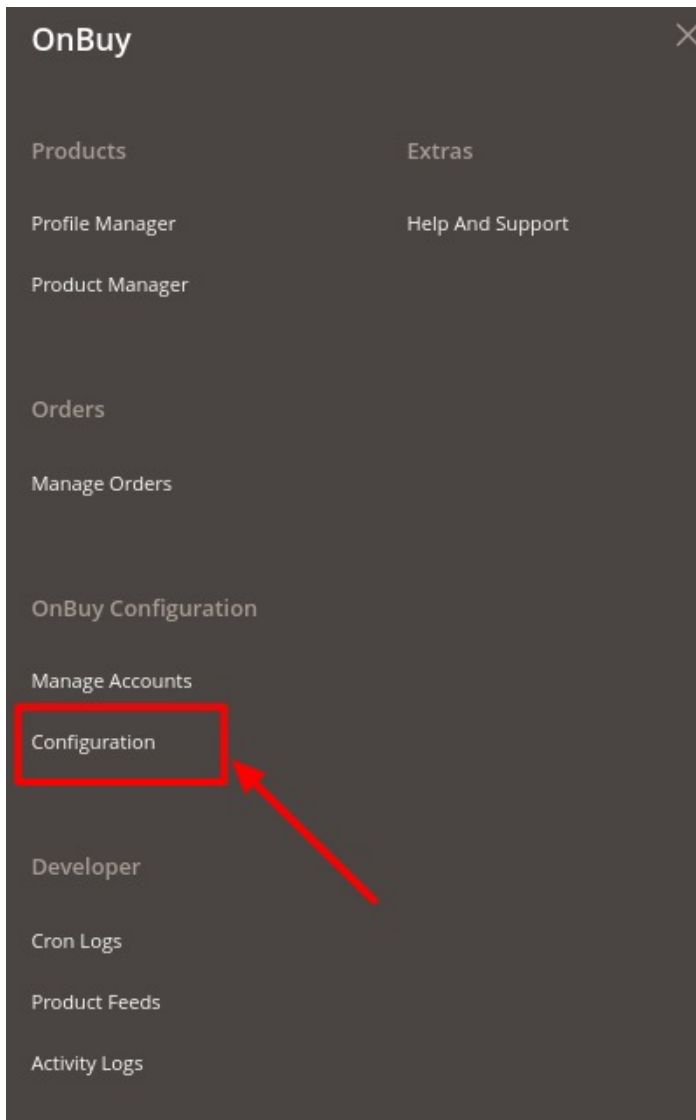 OnBuy
Products
Profile Manager
Product Manager
Orders
Manage Orders
OnBuy Configuration
Manage Accounts
Configuration
Developer
Cron Logs
Product Feeds
Activity Logs
Extras
Help And Support